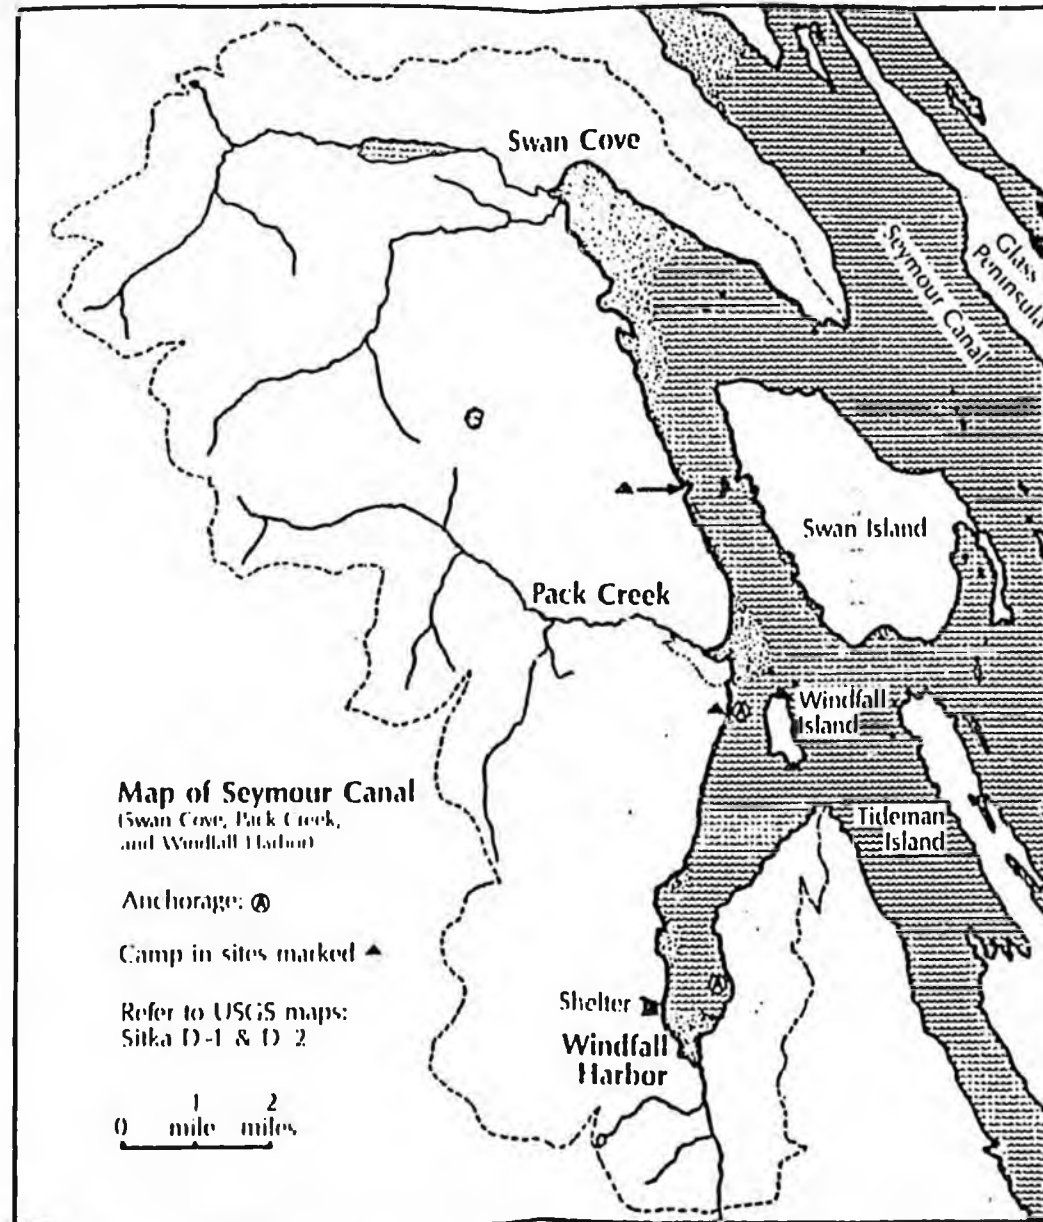 Swan Cove
Glass
Peninsula
Seymour Canal
Swan Island
Pack Creek
Windfall
Island
Map of Seymour Canal
(Swan Cove, Pack Creek,
and Windfall Harbor)
Tideman
Island
Anchorage: Ⓐ
Camp in sites marked ▲
Refer to USGS maps:
Sitka D-1 & D-2
Ⓐ
Ⓐ
Shelter
Windfall
Harbor
1 2
0 mile miles